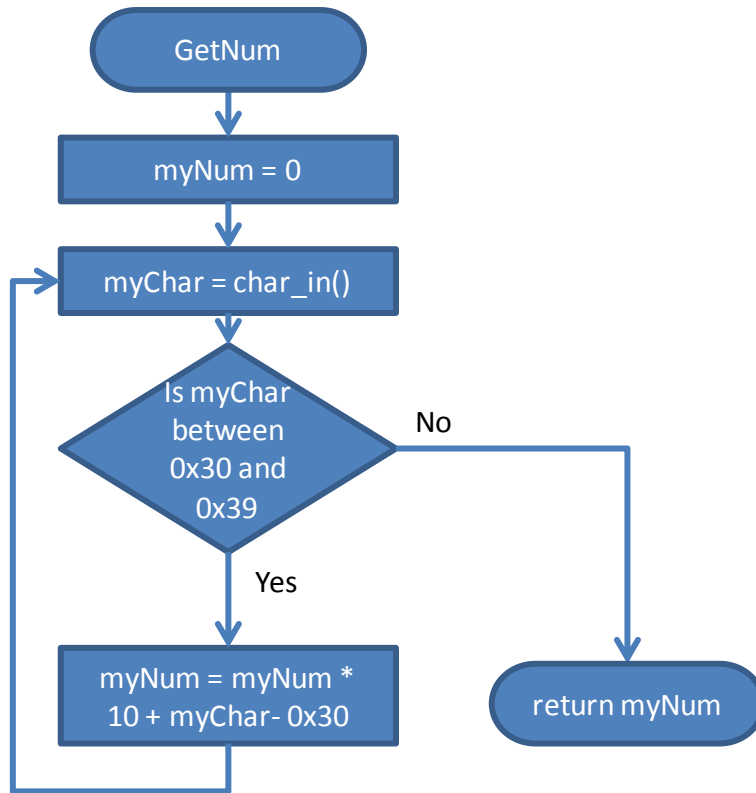 GetNum
myNum = 0
myChar = char_in()
Is myChar
between
0x30 and
0x39
No
Yes
myNum = myNum *
10 + myChar- 0x30
return myNum